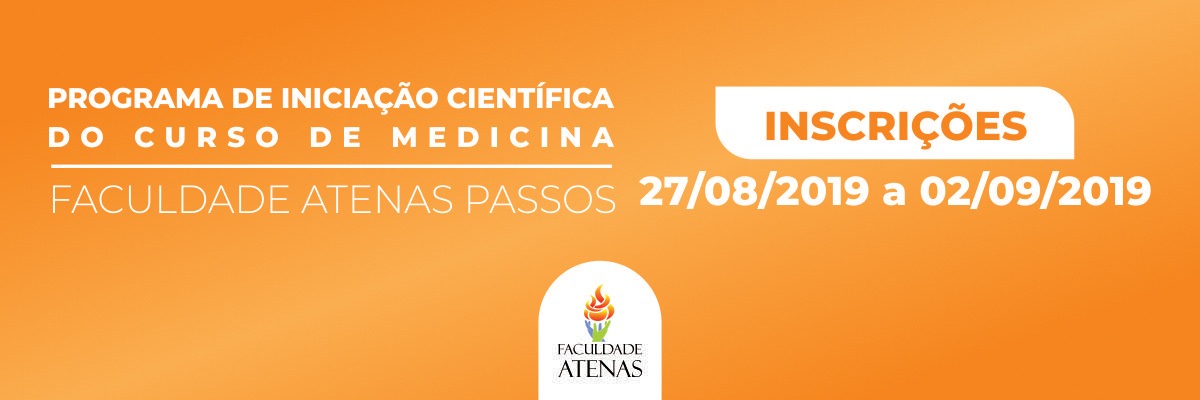 PROGRAMA DE INICIAÇÃO CIENTÍFICA
DO CURSO DE MEDICINA
FACULDADE ATENAS PASSOS
INSCRIÇÕES
27/08/2019 a 02/09/2019
FACULDADE
ATENAS